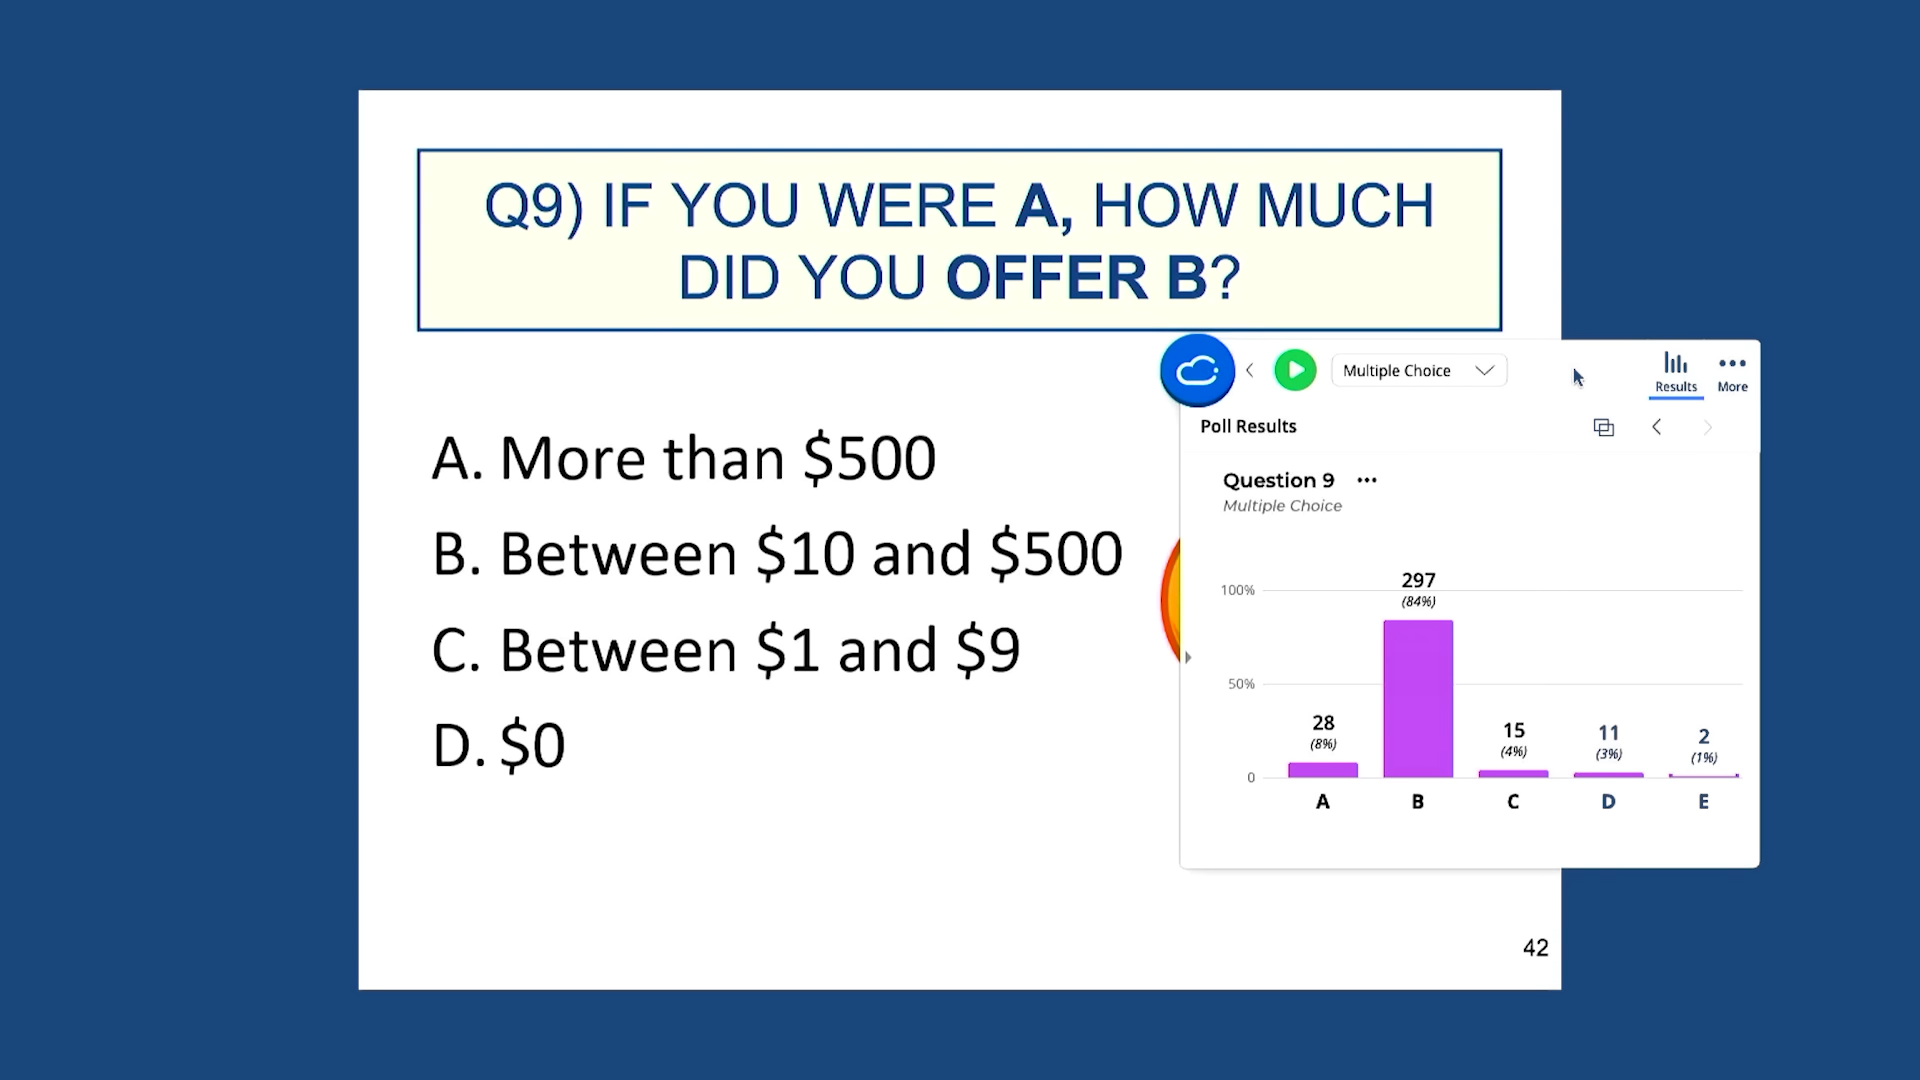 Q9) IF YOU WERE A, HOW MUCH
DID YOU OFFER B?
A. More than $500
B. Between $10 and $500
C. Between $1 and $9
D. $0
Multiple Choice
Results
More
Poll Results
Question 9 •••
Multiple Choice
100%
50%
0
297
(84%)
28
(8%)
15
(4%)
11
(3%)
2
(1%)
A B C D E
42